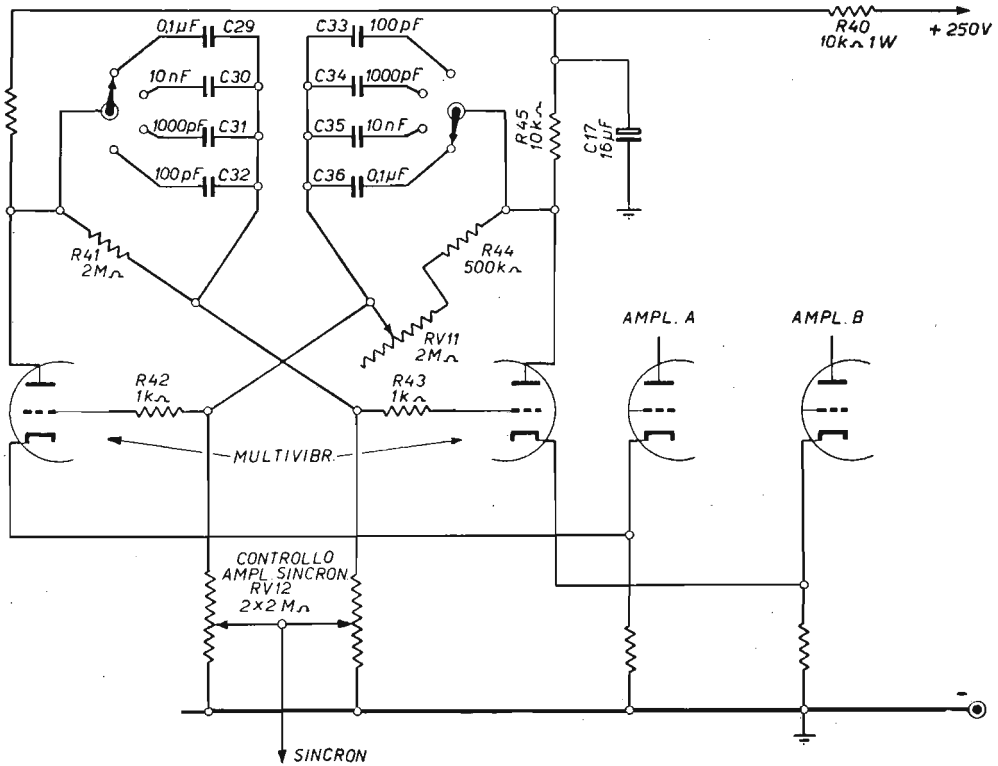 0,1µF C29
C33 100pF
R40
10kΩ 1W
+ 250V
10nF C30
C34 1000pF
1000pF C31
C35 10nF
R45
10kΩ
C17
16µF
100pF C32
C36 0,1µF
R41
2MΩ
R44
500kΩ
RV11
2MΩ
AMPL. A
AMPL. B
R42
1kΩ
R43
1kΩ
MULTIVIBR.
CONTROLLO
AMPL. SINCRON.
RV12
2×2MΩ
-
SINCRON